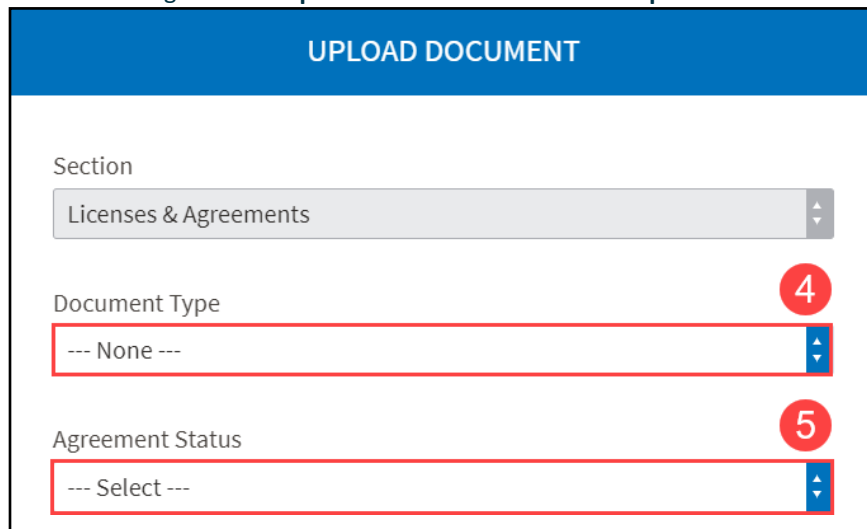 UPLOAD DOCUMENT
Section
Licenses & Agreements
4
Document Type
--- None ---
5
Agreement Status
--- Select ---